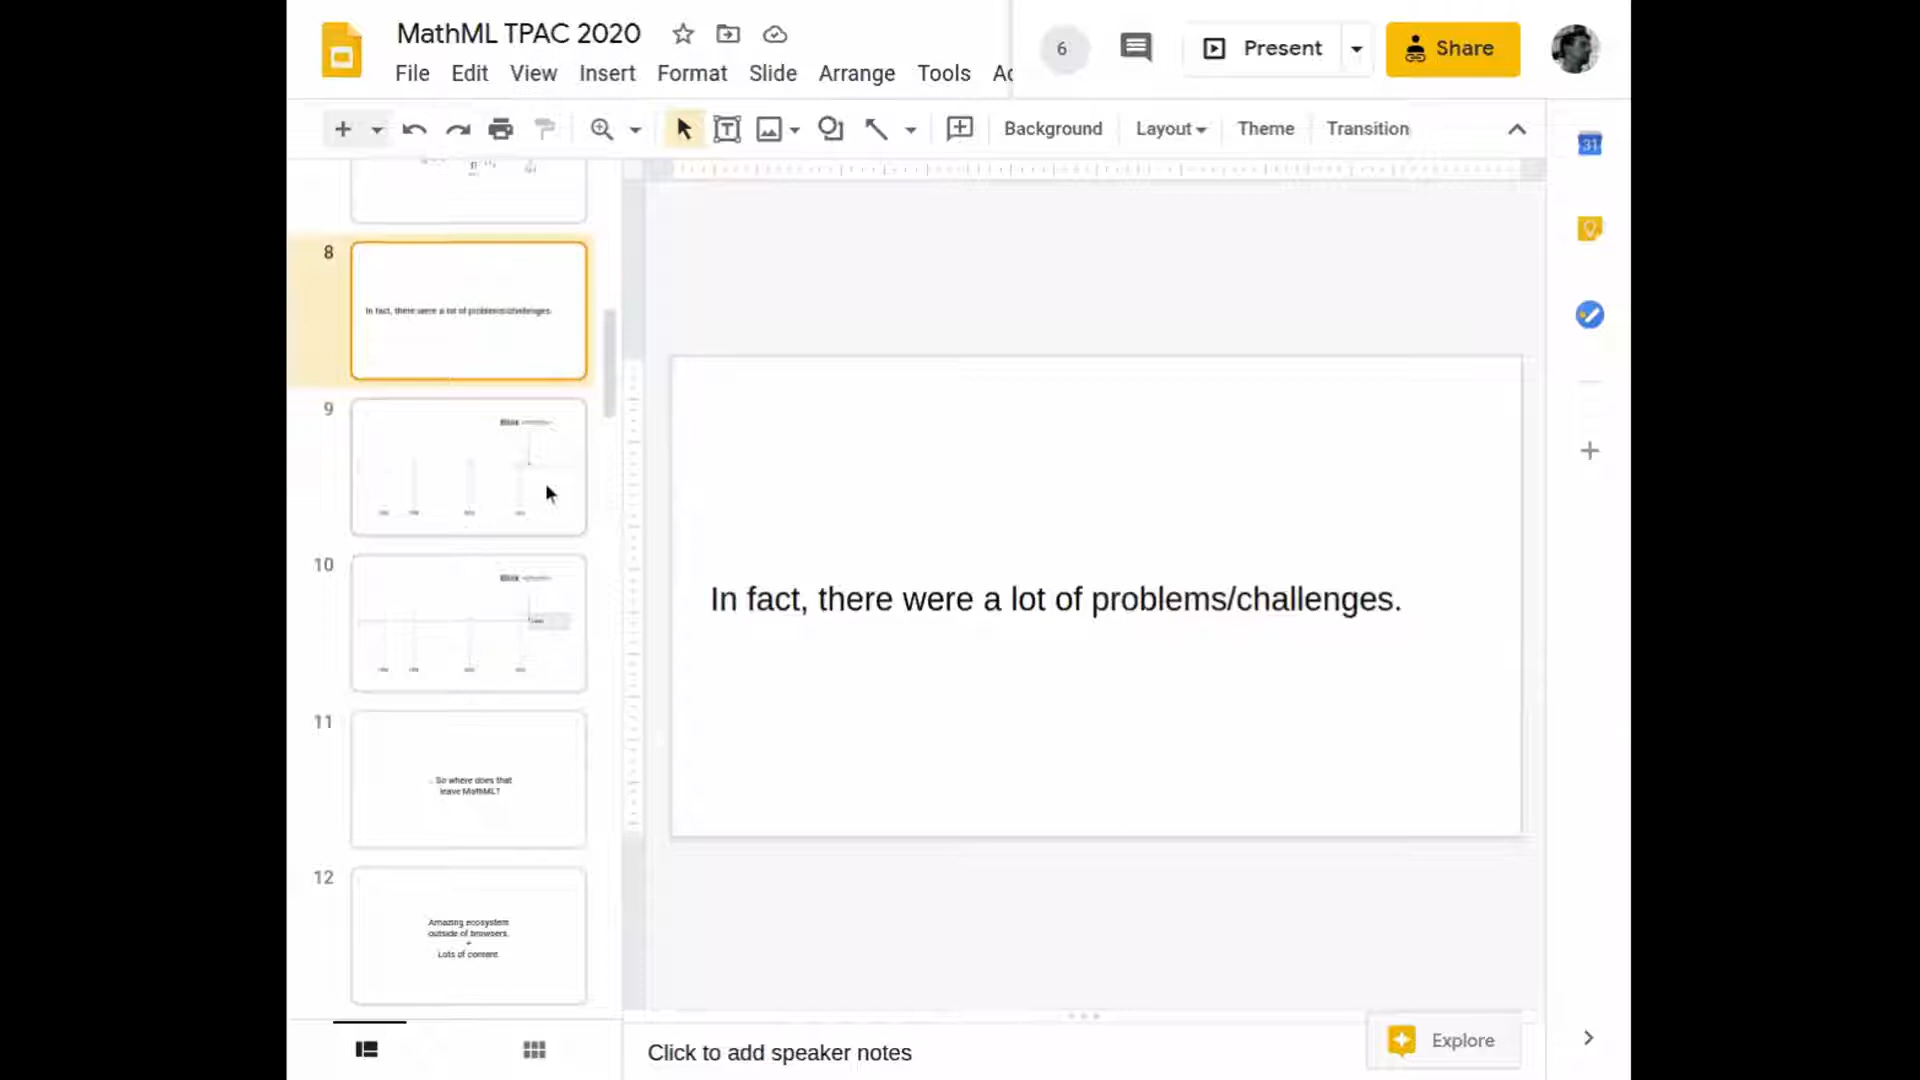 MathML TPAC 2020
6
Present
Share
File Edit View Insert Format Slide Arrange Tools
Background Layout Theme Transition
31
8
In fact, there were a lot of problems/challenges.
9
10
11
So where does that
leave MathML?
12
Amazing ecosystem
outside of browsers.
+
Lots of content.
In fact, there were a lot of problems/challenges.
Click to add speaker notes
Explore